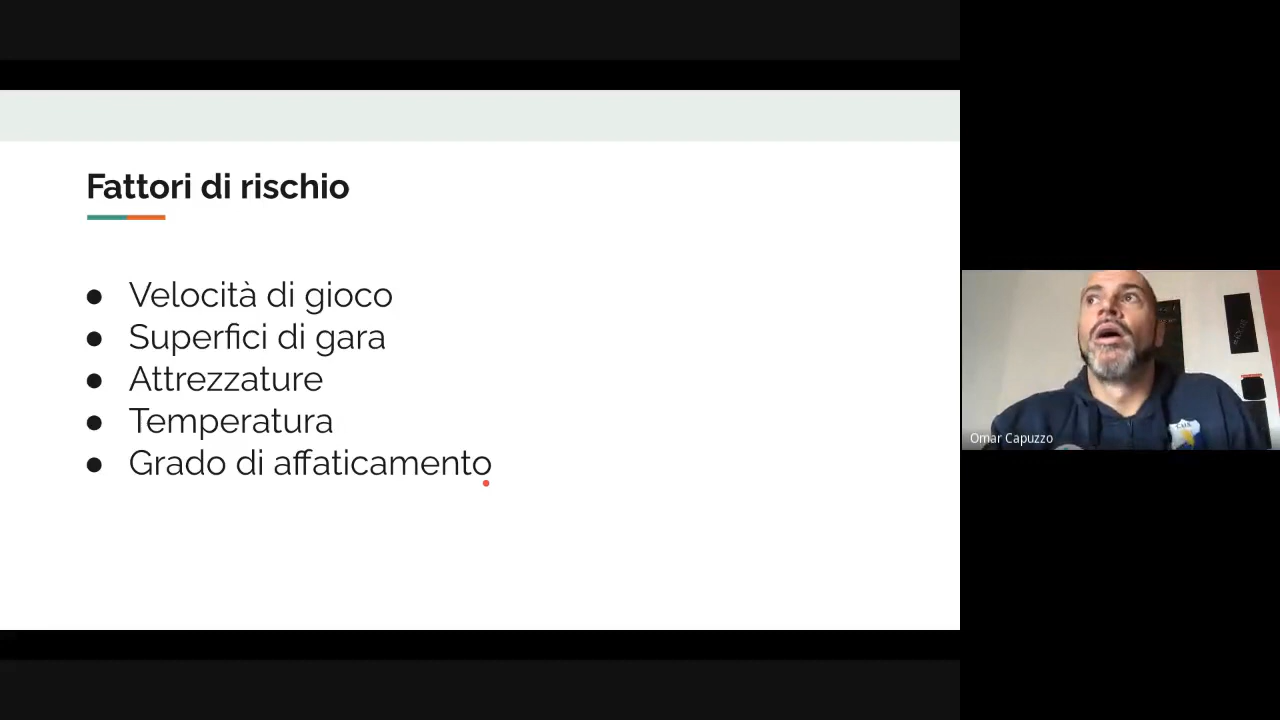 Fattori di rischio
● Velocità di gioco
● Superfici di gara
● Attrezzature
● Temperatura
● Grado di affaticamento
Omar Capuzzo